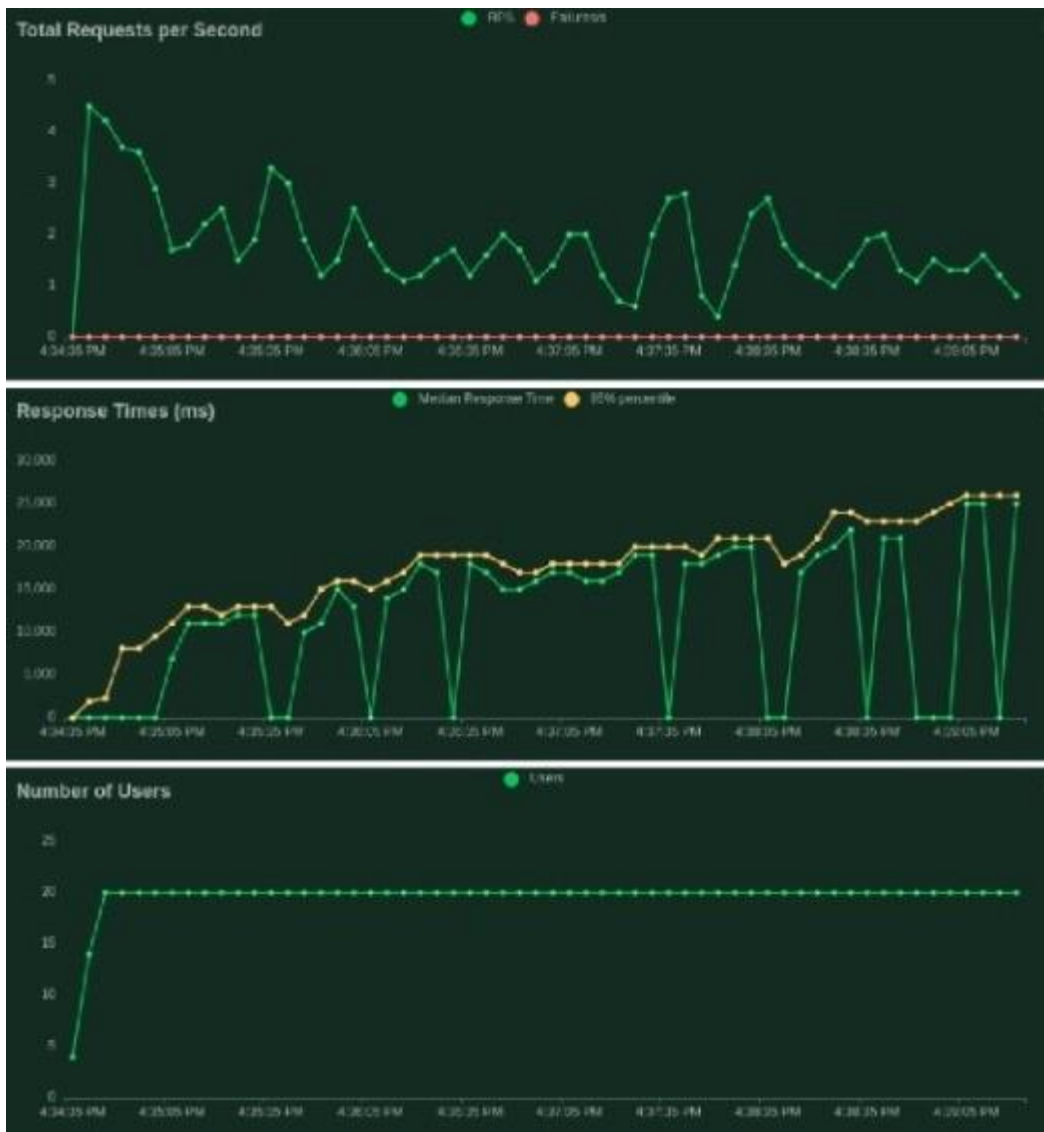 RPS Failures
Total Requests per Second
5
4
3
2
1
0
4:34:35 PM 4:35:05 PM 4:35:35 PM 4:36:05 PM 4:36:35 PM 4:37:05 PM 4:37:35 PM 4:38:05 PM 4:38:35 PM 4:39:05 PM
Median Response Time 95% percentile
Response Times (ms)
30,000
25,000
20,000
15,000
10,000
5,000
0
4:34:35 PM 4:35:05 PM 4:35:35 PM 4:36:05 PM 4:36:35 PM 4:37:05 PM 4:37:35 PM 4:38:05 PM 4:38:35 PM 4:39:05 PM
Users
Number of Users
25
20
15
10
5
0
4:34:35 PM 4:35:05 PM 4:35:35 PM 4:36:05 PM 4:36:35 PM 4:37:05 PM 4:37:35 PM 4:38:05 PM 4:38:35 PM 4:39:05 PM